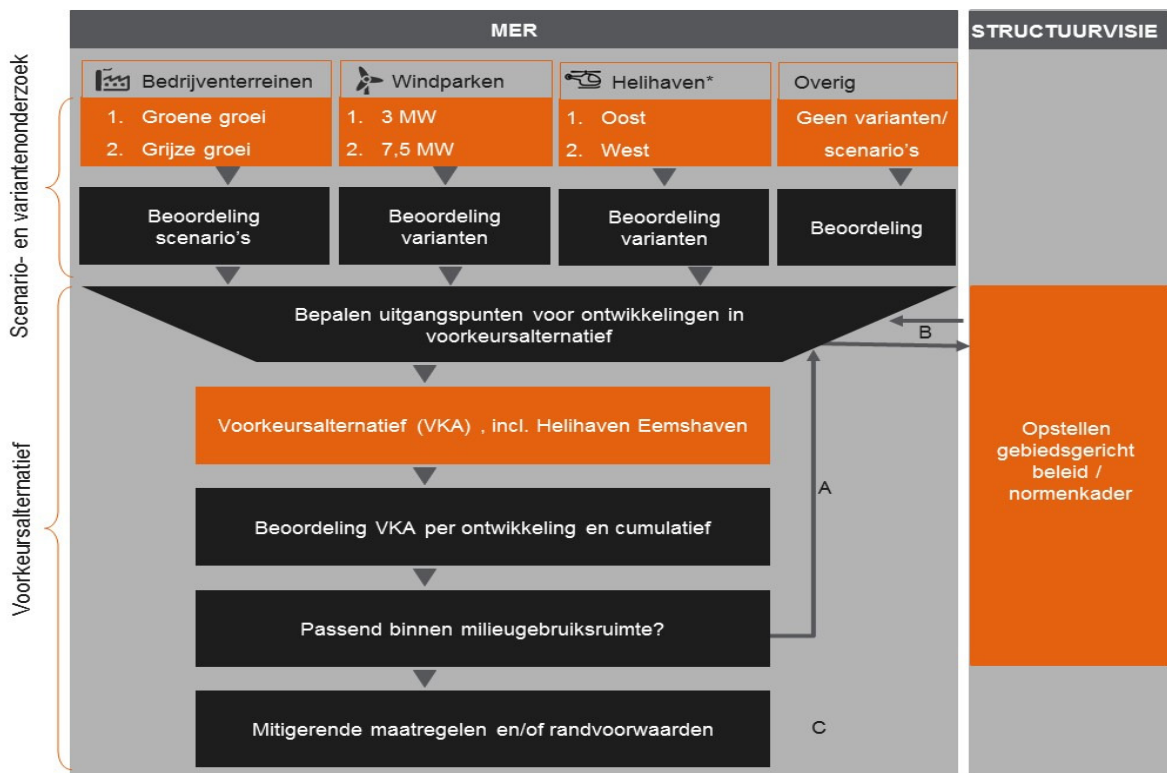 MER
STRUCTUURVISIE
Scenario- en variantenonderzoek
Bedrijventerreinen
1. Groene groei
2. Grijze groei
Windparken
1. 3 MW
2. 7,5 MW
Helihaven*
1. Oost
2. West
Overig
Geen varianten/
scenario's
Beoordeling
scenario's
Beoordeling
varianten
Beoordeling
varianten
Beoordeling
Voorkeursalternatief
Bepalen uitgangspunten voor ontwikkelingen in
voorkeursalternatief
B
Voorkeursalternatief (VKA) , incl. Helihaven Eemshaven
Opstellen
gebiedsgericht
beleid /
normenkader
A
Beoordeling VKA per ontwikkeling en cumulatief
Passend binnen milieugebruiksruimte?
Mitigerende maatregelen en/of randvoorwaarden
C